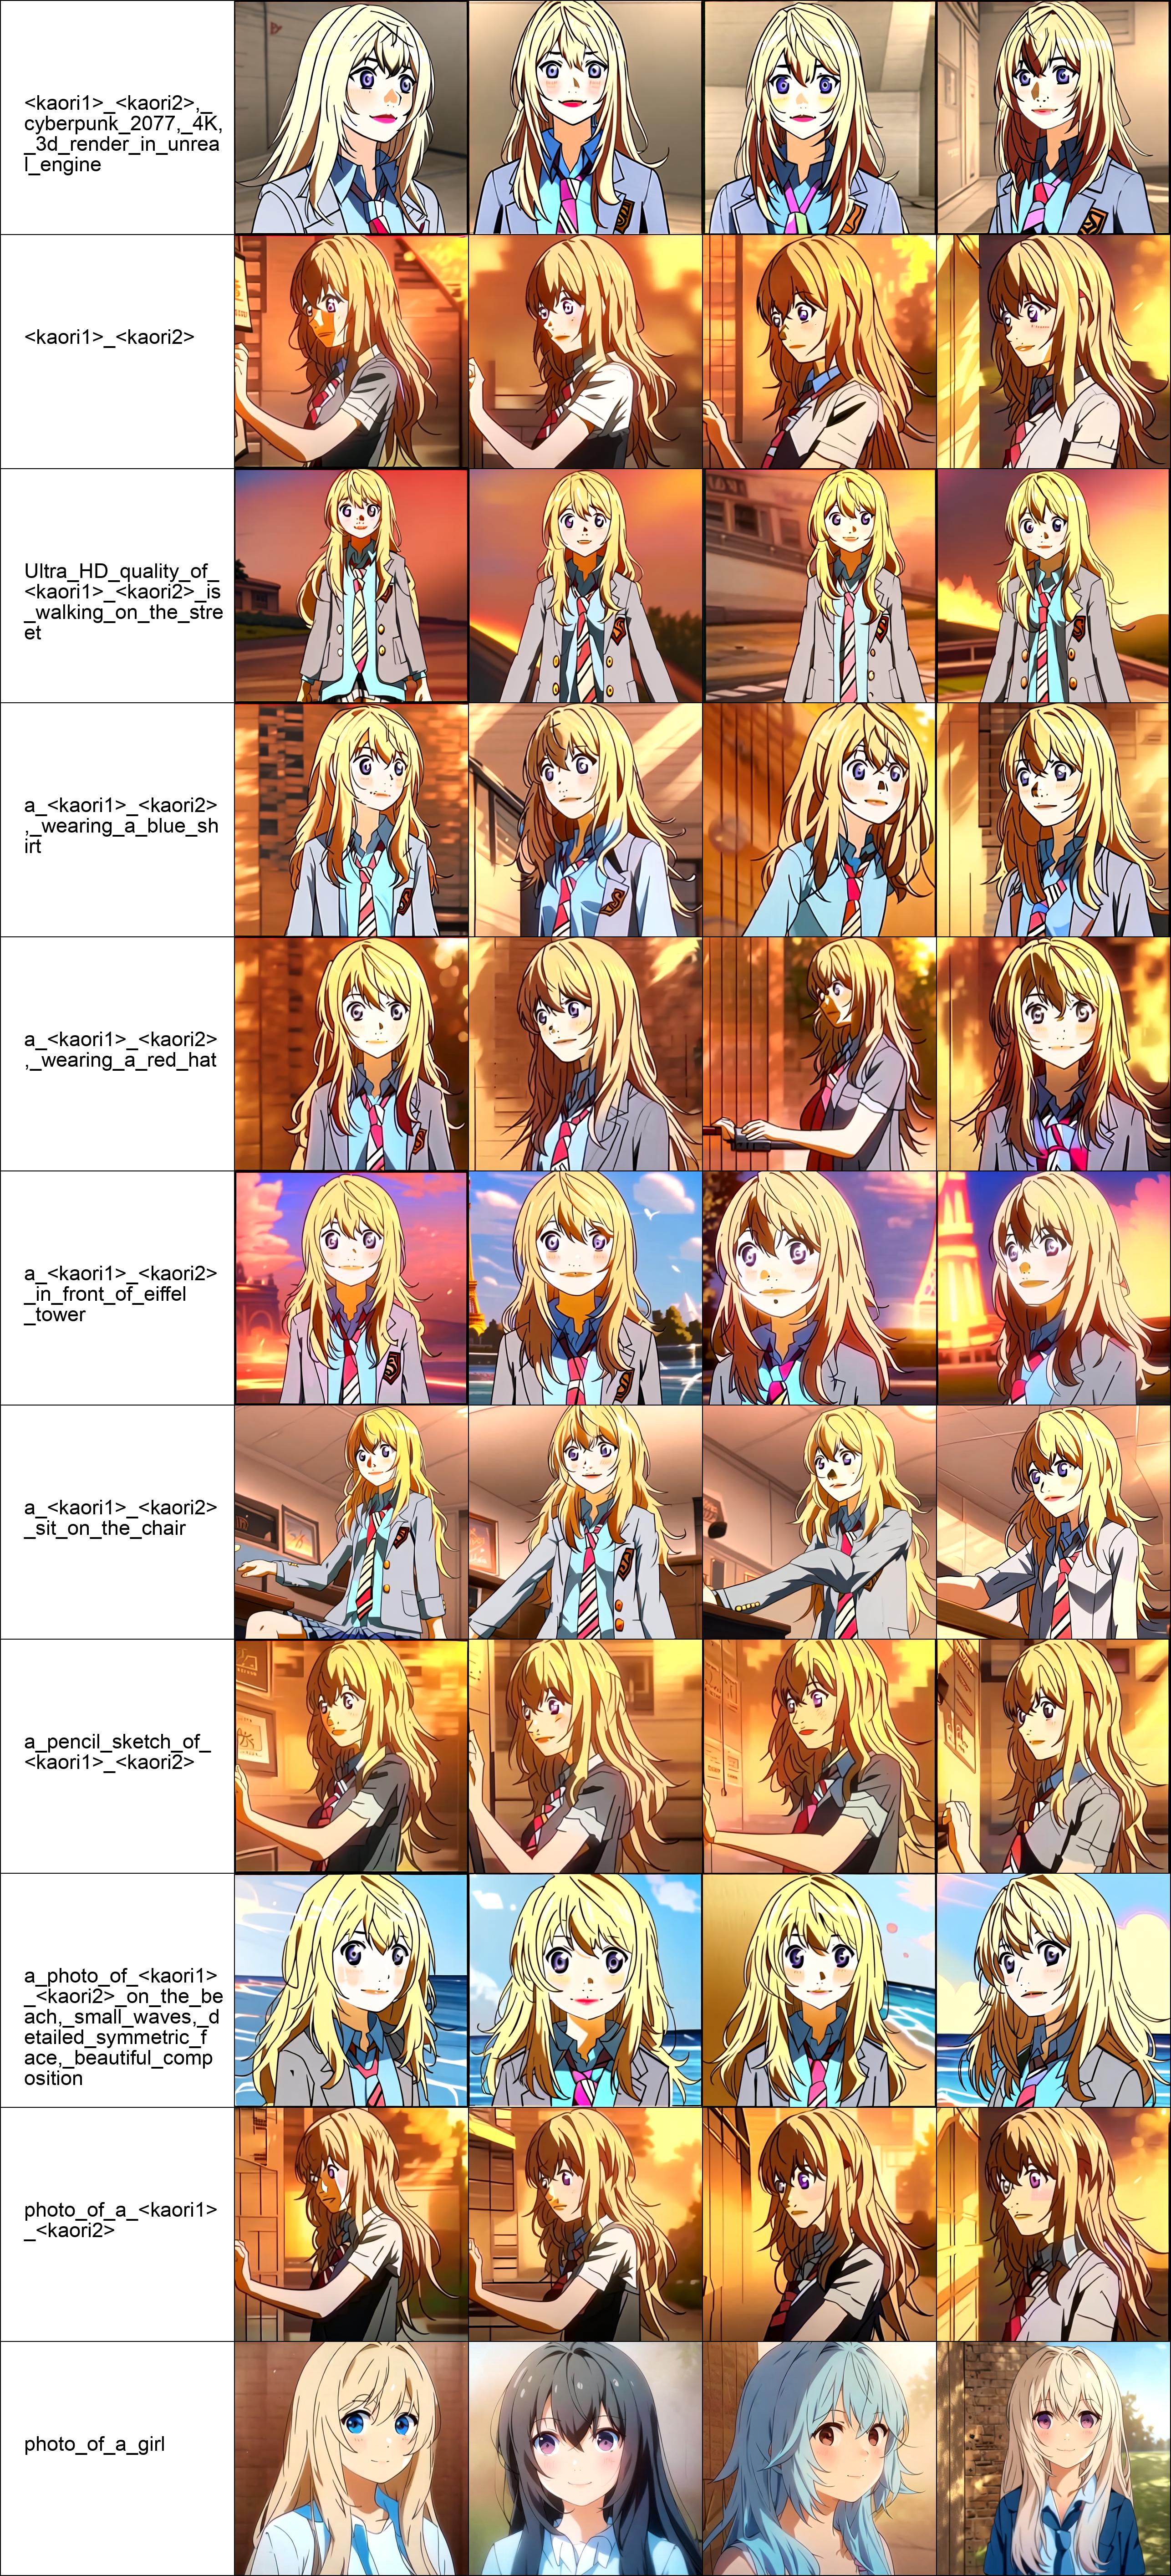 <kaori1>_<kaori2>,_
cyberpunk_2077,_4K,
_3d_render_in_unrea
l_engine
<kaori1>_<kaori2>
Ultra_HD_quality_of_
<kaori1>_<kaori2>_is
_walking_on_the_stre
et
a_<kaori1>_<kaori2>
,_wearing_a_blue_sh
irt
a_<kaori1>_<kaori2>
,_wearing_a_red_hat
a_<kaori1>_<kaori2>
_in_front_of_eiffel
_tower
a_<kaori1>_<kaori2>
_sit_on_the_chair
a_pencil_sketch_of_
<kaori1>_<kaori2>
a_photo_of_<kaori1>
_<kaori2>_on_the_be
ach,_small_waves,_d
etailed_symmetric_f
ace,_beautiful_comp
osition
photo_of_a_<kaori1>
_<kaori2>
photo_of_a_girl